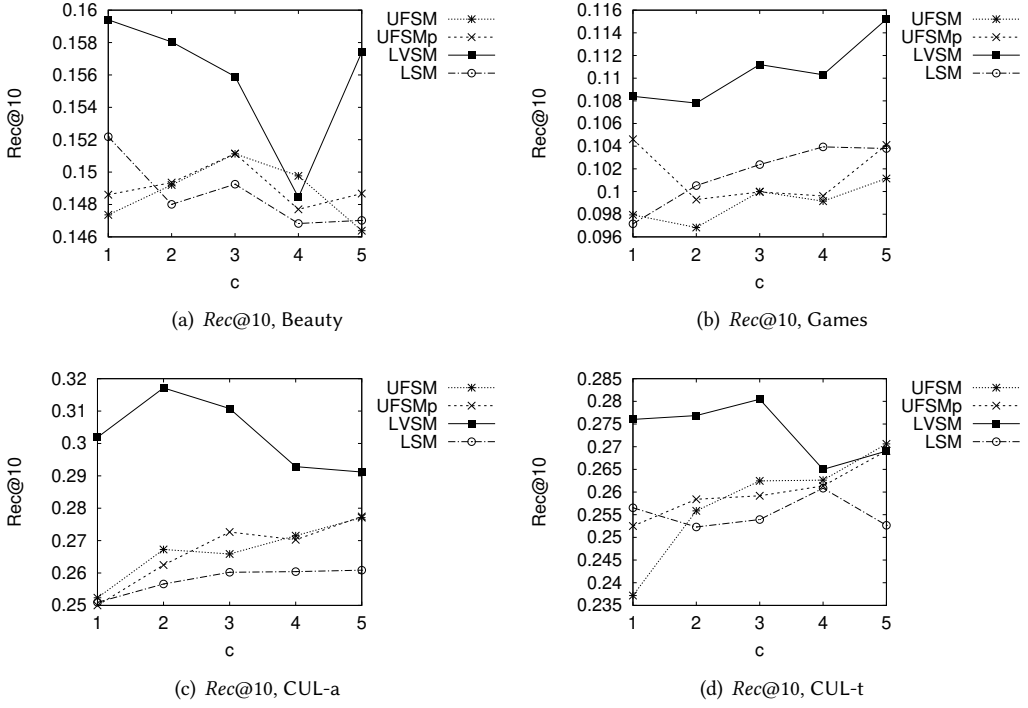 0.16
0.158
0.156
0.154
0.152
0.15
0.148
0.146
Rec@10
1 2 3 4 5
c
UFSM
UFSMp
LVSM
LSM
(a) Rec@10, Beauty
0.116
0.114
0.112
0.11
0.108
0.106
0.104
0.102
0.1
0.098
0.096
Rec@10
1 2 3 4 5
c
UFSM
UFSMp
LVSM
LSM
(b) Rec@10, Games
0.32
0.31
0.3
0.29
0.28
0.27
0.26
0.25
Rec@10
1 2 3 4 5
c
UFSM
UFSMp
LVSM
LSM
(c) Rec@10, CUL-a
0.285
0.28
0.275
0.27
0.265
0.26
0.255
0.25
0.245
0.24
0.235
Rec@10
1 2 3 4 5
c
UFSM
UFSMp
LVSM
LSM
(d) Rec@10, CUL-t